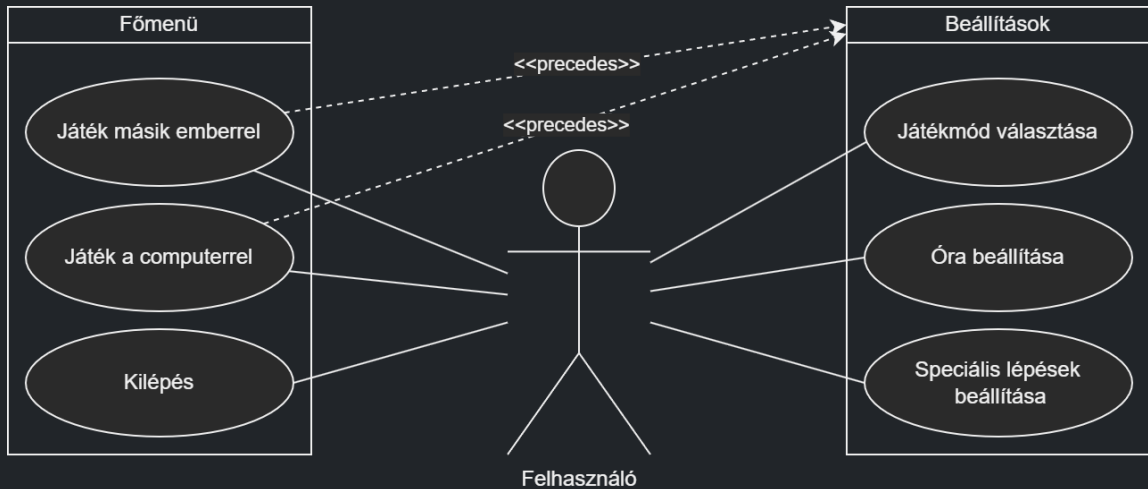 Főmenü
Beállítások
<<precedes>>
Játék másik emberrel
<<precedes>>
Játékmód választása
Játék a computerrel
Óra beállítása
Kilépés
Speciális lépések
beállítása
Felhasználó